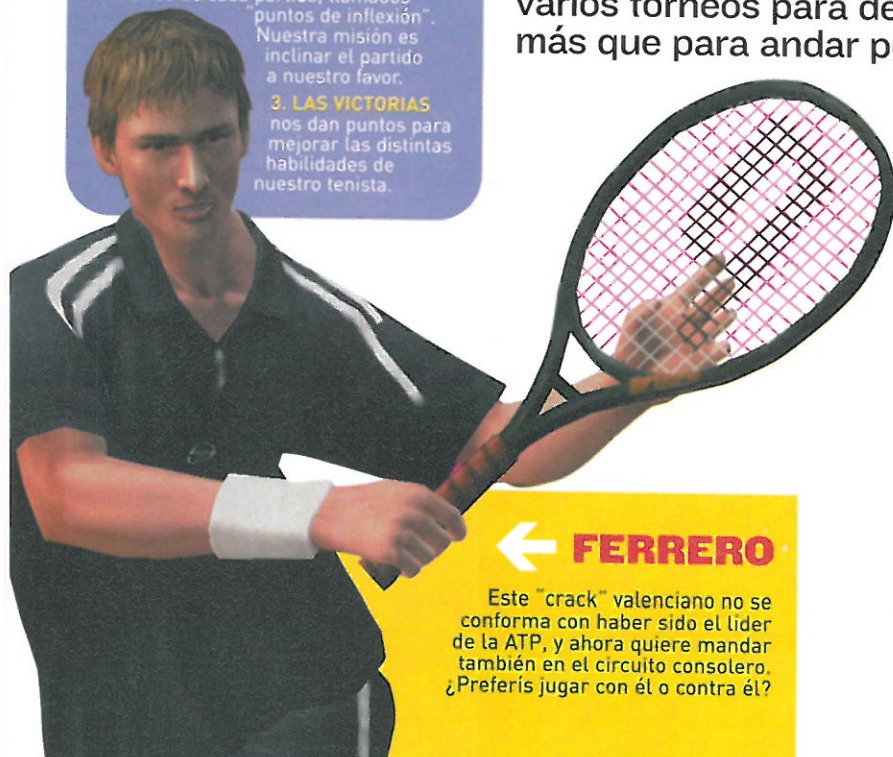 "puntos de inflexión".
Nuestra misión es
inclinar el partido
a nuestro favor.
3. LAS VICTORIAS
nos dan puntos para
mejorar las distintas
habilidades de
nuestro tenista.
varios torneos para
más que para andar
FERRERO
Este "crack" valenciano no se
conforma con haber sido el líder
de la ATP, y ahora quiere mandar
también en el circuito consolero.
¿Preferís jugar con él o contra él?